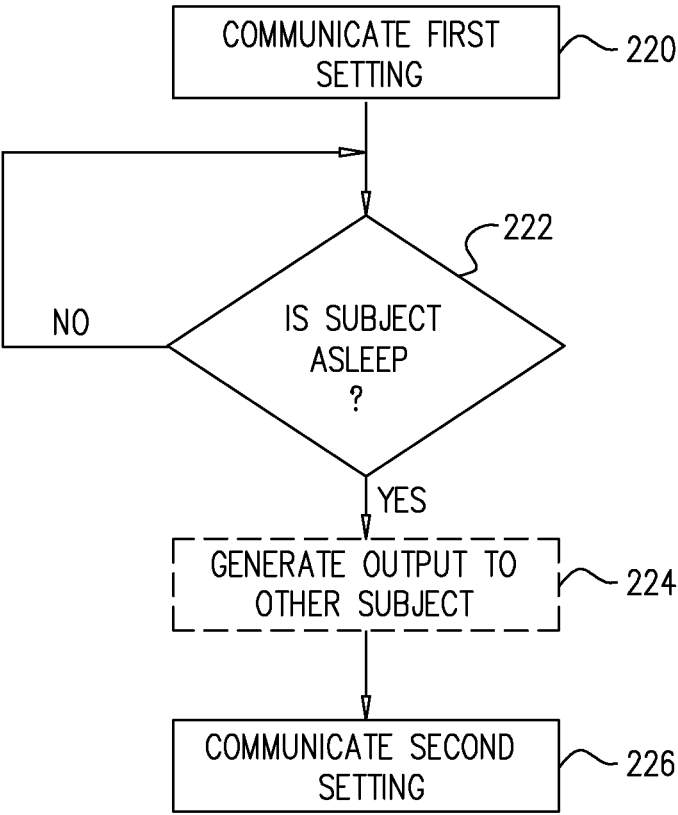 COMMUNICATE FIRST
SETTING
220
222
IS SUBJECT
ASLEEP
?
NO
YES
GENERATE OUTPUT TO
OTHER SUBJECT
224
COMMUNICATE SECOND
SETTING
226